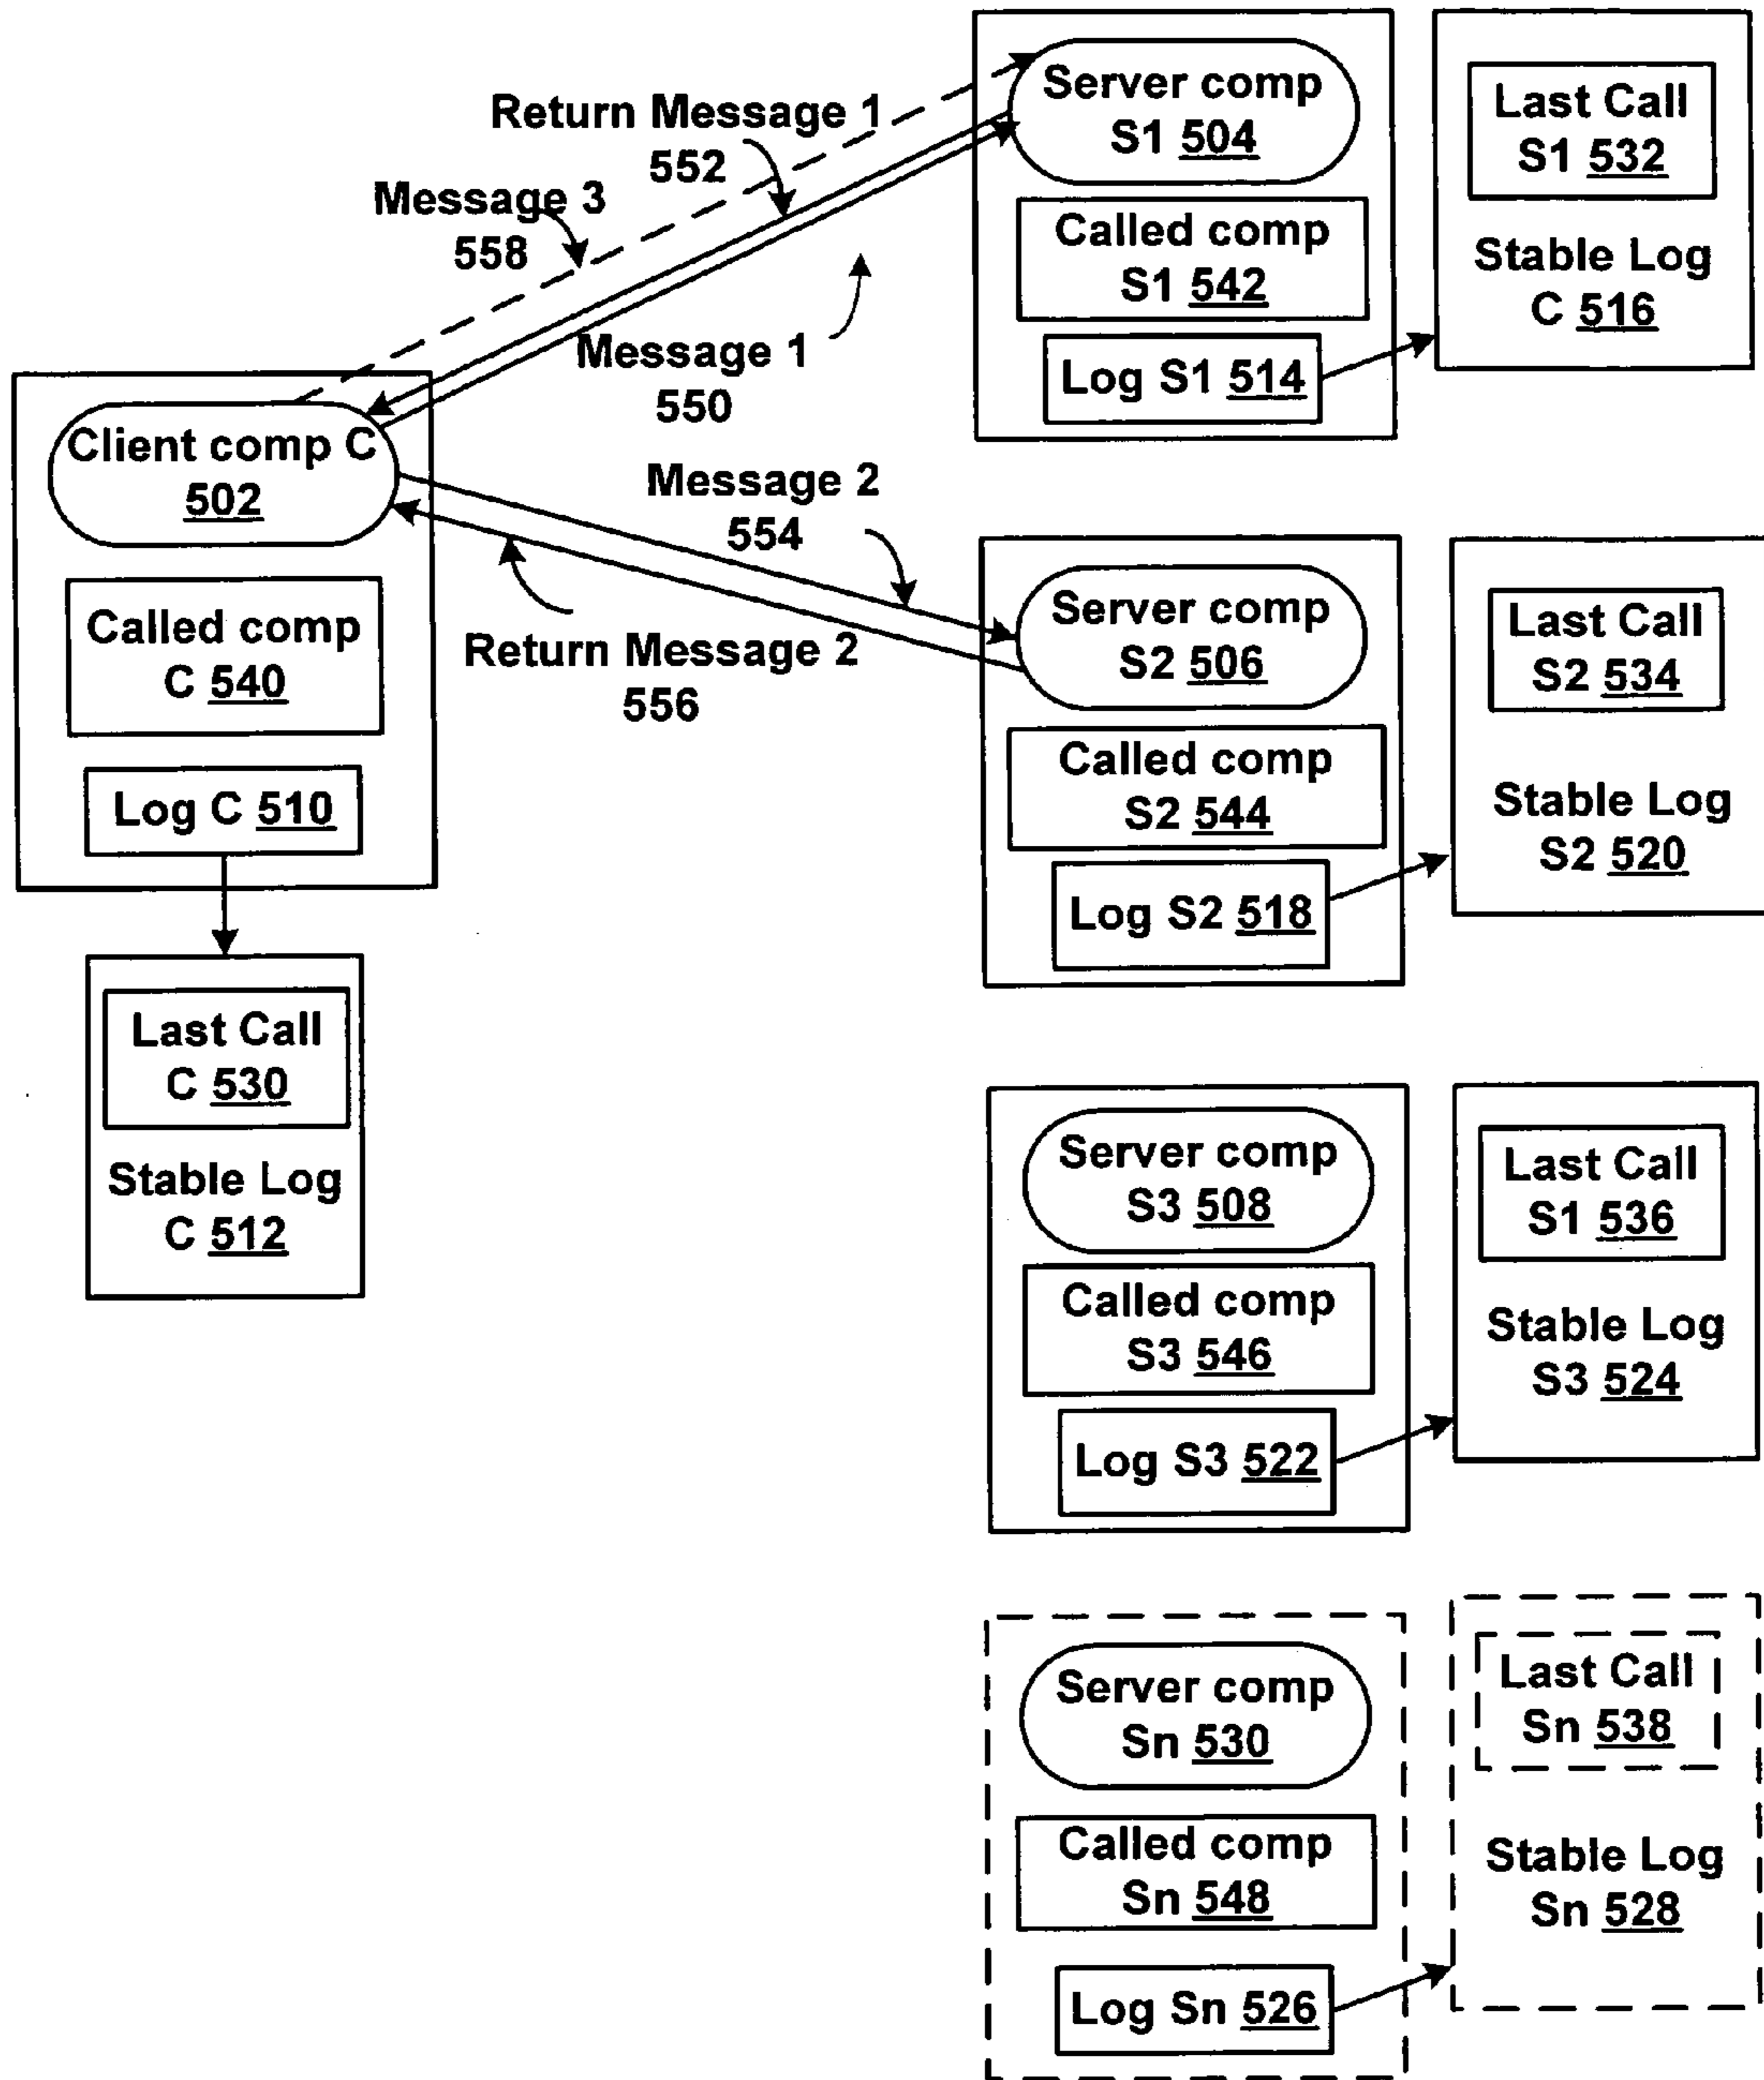 Return Message 1
552
Message 3
558
Message 1
550
Client comp C
502
Called comp
C 540
Log C 510
Last Call
C 530
Stable Log
C 512
Message 2
554
Return Message 2
556
Server comp
S1 504
Called comp
S1 542
Log S1 514
Last Call
S1 532
Stable Log
C 516
Server comp
S2 506
Called comp
S2 544
Log S2 518
Last Call
S2 534
Stable Log
S2 520
Server comp
S3 508
Called comp
S3 546
Log S3 522
Last Call
S1 536
Stable Log
S3 524
Server comp
Sn 530
Called comp
Sn 548
Log Sn 526
Last Call
Sn 538
Stable Log
Sn 528